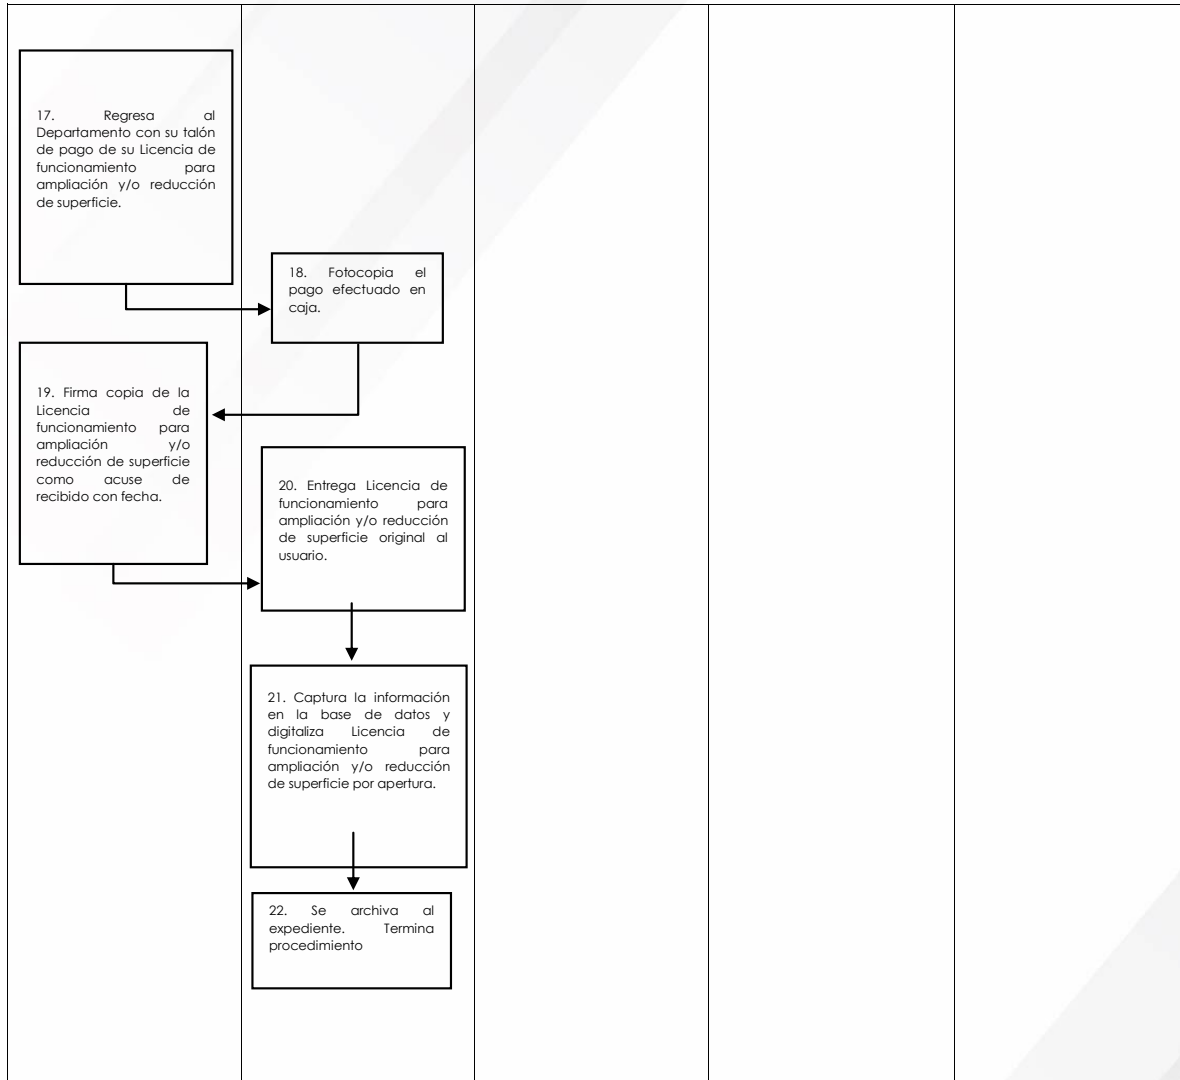 17. Regresa al
Departamento con su talón
de pago de su Licencia de
funcionamiento para
ampliación y/o reducción
de superficie.
18. Fotocopia el
pago efectuado en
caja.
19. Firma copia de la
Licencia de
funcionamiento para
ampliación y/o
reducción de superficie
como acuse de
recibido con fecha.
20. Entrega Licencia de
funcionamiento para
ampliación y/o reducción
de superficie original al
usuario.
21. Captura la información
en la base de datos y
digitaliza Licencia de
funcionamiento para
ampliación y/o reducción
de superficie por apertura.
22. Se archiva al
expediente. Termina
procedimiento